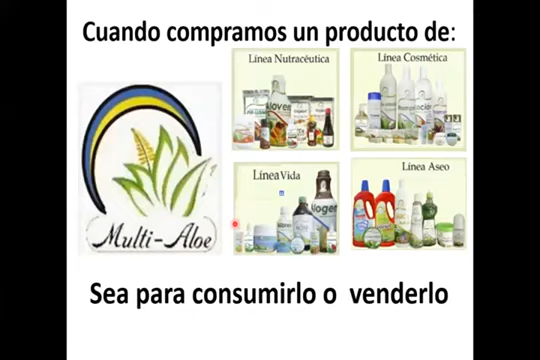 Cuando compramos un producto de:
Línea Nutracéutica
Línea Cosmética
Línea Vida
Línea Aseo
Multi-Aloe
Sea para consumirlo o venderlo